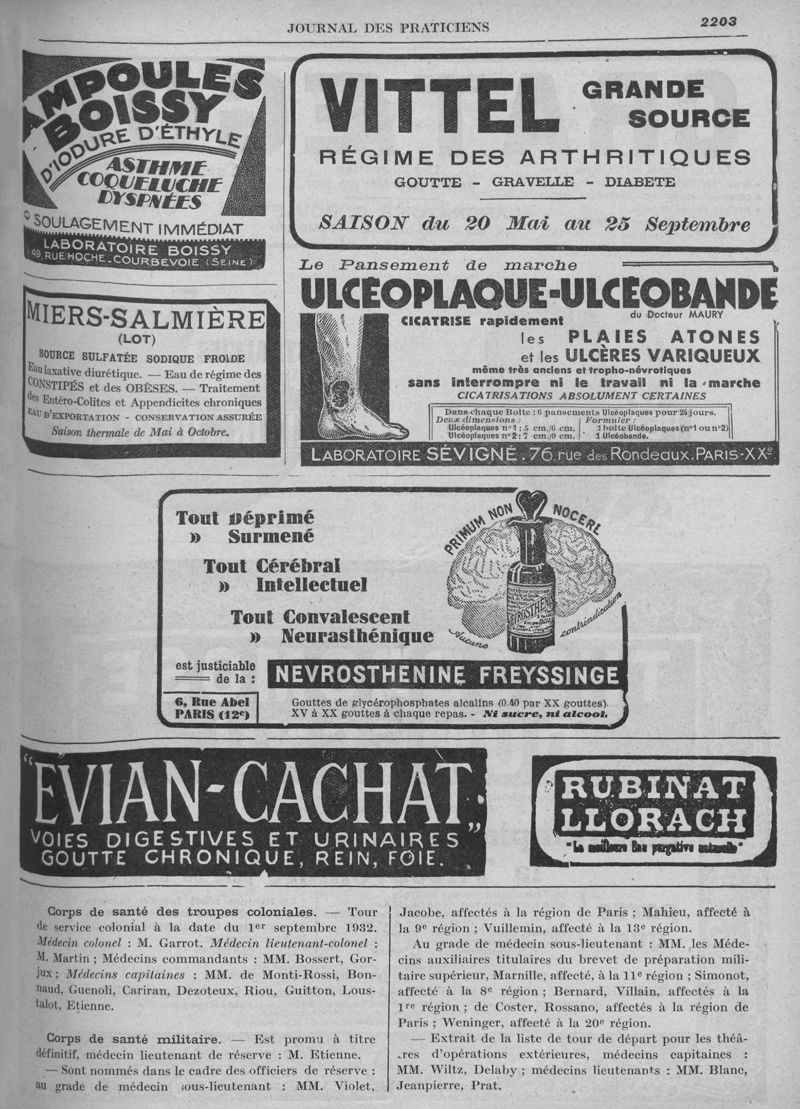 JOURNAL DES PRATICIENS
2203
AMPOULES
BOISSY
D'IODURE D'ÉTHYLE
ASTHME
COQUELUCHE
DYSPNÉES
SOULAGEMENT IMMÉDIAT
LABORATOIRE BOISSY
49, RUE HOCHE_COURBEVOIE (SEINE)
VITTEL GRANDE
SOURCE
RÉGIME DES ARTHRITIQUES
GOUTTE - GRAVELLE - DIABETE
SAISON du 20 Mai au 25 Septembre
MIERS-SALMIÈRE
(LOT)
SOURCE SULFATÉE SODIQUE FROIDE
Eau laxative diurétique. — Eau de régime des
CONSTIPÉS et des OBÈSES. — Traitement
des Entéro-Colites et Appendicites chroniques
EAU D'EXPORTATION - CONSERVATION ASSURÉE
Saison thermale de Mai à Octobre.
Le Pansement de marche
ULCÉOPLAQUE-ULCÉOBANDE
du Docteur MAURY
CICATRISE rapidement
les PLAIES ATONES
et les ULCÈRES VARIQUEUX
même très anciens et tropho-névrotiques
sans interrompre ni le travail ni la marche
CICATRISATIONS ABSOLUMENT CERTAINES
Dans chaque Boîte : 6 pansements Ulcéoplaques pour 24 jours.
Deux dimensions : Formuler :
Ulcéoplaques nº 1 : 5 cm./6 cm. 1 boîte Ulcéoplaques (nº 1 ou nº 2)
Ulcéoplaques nº 2 : 7 cm./9 cm. 1 Ulcéobande.
LABORATOIRE SÉVIGNÉ. 76, rue des Rondeaux. PARIS-XXe
Tout Déprimé
» Surmené
Tout Cérébral
» Intellectuel
Tout Convalescent
» Neurasthénique
PRIMUM NON NOCERE
NEVROSTHÉNINE
Aucune contrindication
est justiciable
de la :
NEVROSTHENINE FREYSSINGE
6, Rue Abel
PARIS (12e)
Gouttes de glycérophosphates alcalins (0.40 par XX gouttes).
XV à XX gouttes à chaque repas. - Ni sucre, ni alcool.
"EVIAN-CACHAT"
VOIES DIGESTIVES ET URINAIRES
GOUTTE CHRONIQUE, REIN, FOIE.
RUBINAT
LLORACH
"La meilleure Eau purgative naturelle"
Corps de santé des troupes coloniales. — Tour
de service colonial à la date du 1er septembre 1932.
Médecin colonel : M. Garrot. Médecin lieutenant-colonel :
M. Martin ; Médecins commandants : MM. Bossert, Gor-
jux ; Médecins capitaines : MM. de Monti-Rossi, Bon-
naud, Guenoli, Cariran, Dezoteux, Riou, Guitton, Lous-
talot, Etienne.
Corps de santé militaire. — Est promu à titre
définitif, médecin lieutenant de réserve : M. Etienne.
— Sont nommés dans le cadre des officiers de réserve :
au grade de médecin sous-lieutenant : MM. Violet,
Jacobe, affectés à la région de Paris ; Mahieu, affecté à
la 9e région ; Vuillemin, affecté à la 13e région.
Au grade de médecin sous-lieutenant : MM. les Méde-
cins auxiliaires titulaires du brevet de préparation mili-
taire supérieur, Marnille, affecté, à la 11e région ; Simonot,
affecté à la 8e région ; Bernard, Villain, affectés à la
1re région ; de Coster, Rossano, affectés à la région de
Paris ; Weninger, affecté à la 20e région.
— Extrait de la liste de tour de départ pour les théâ-
tres d'opérations extérieures, médecins capitaines :
MM. Wiltz, Delaby ; médecins lieutenants : MM. Blanc,
Jeanpierre, Prat.